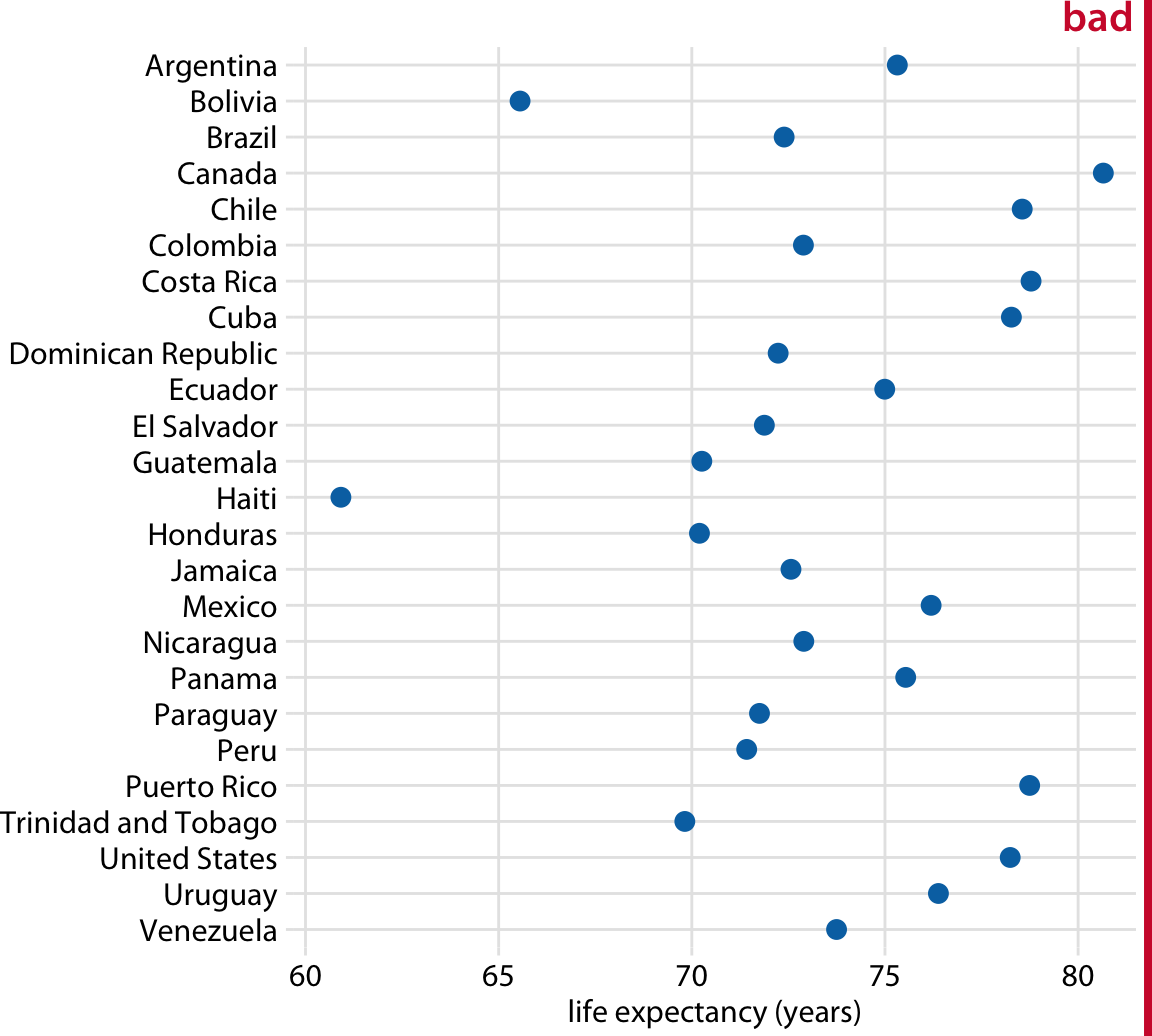 bad
Argentina
Bolivia
Brazil
Canada
Chile
Colombia
Costa Rica
Cuba
Dominican Republic
Ecuador
El Salvador
Guatemala
Haiti
Honduras
Jamaica
Mexico
Nicaragua
Panama
Paraguay
Peru
Puerto Rico
Trinidad and Tobago
United States
Uruguay
Venezuela
60 65 70 75 80
life expectancy (years)